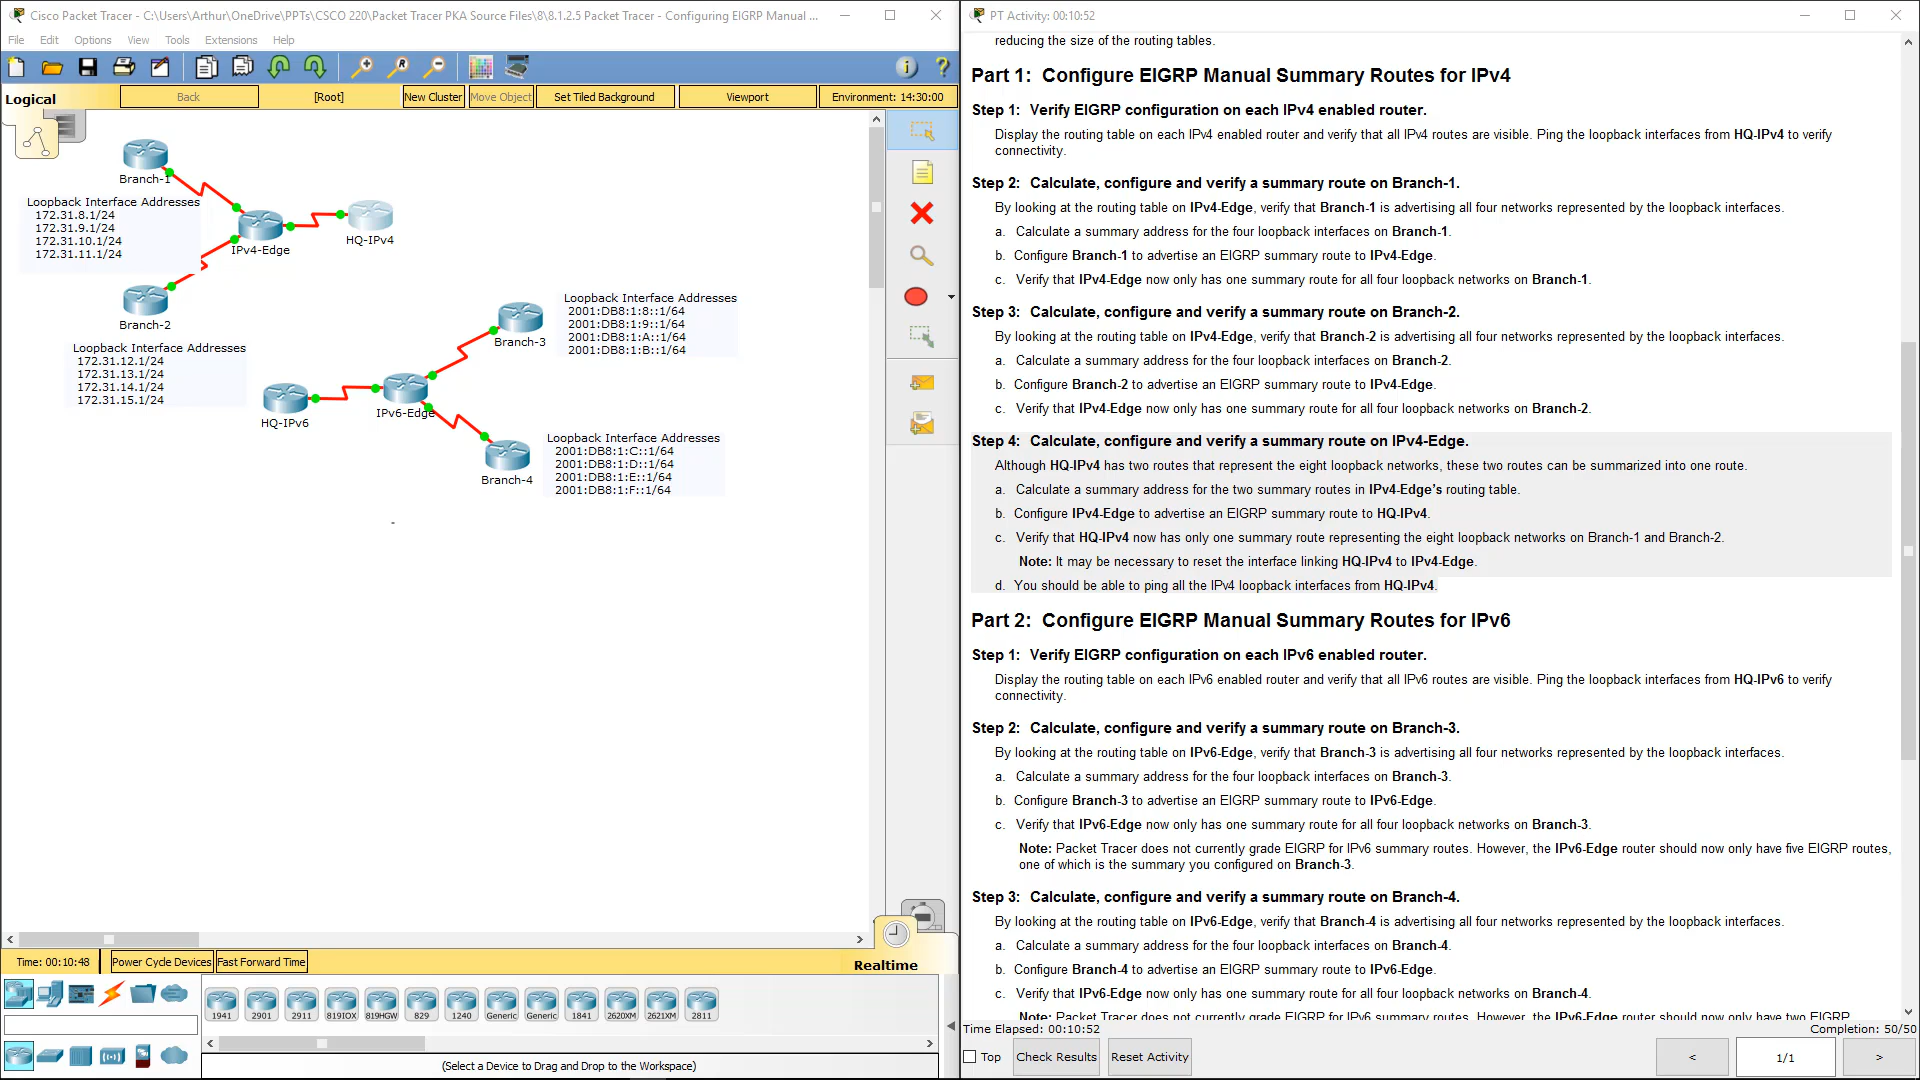 Cisco Packet Tracer - C:\Users\Arthur\OneDrive\PPTs\CSCO 220\Packet Tracer PKA Source Files\8\8.1.2.5 Packet Tracer - Configuring EIGRP Manual ...
File Edit Options View Tools Extensions Help
Logical
Back
[Root]
New Cluster
Move Object
Set Tiled Background
Viewport
Environment: 14:30:00
Branch-1
Loopback Interface Addresses
172.31.8.1/24
172.31.9.1/24
172.31.10.1/24
172.31.11.1/24
IPv4-Edge
HQ-IPv4
Branch-2
Loopback Interface Addresses
172.31.12.1/24
172.31.13.1/24
172.31.14.1/24
172.31.15.1/24
Branch-3
Loopback Interface Addresses
2001:DB8:1:8::1/64
2001:DB8:1:9::1/64
2001:DB8:1:A::1/64
2001:DB8:1:B::1/64
HQ-IPv6
IPv6-Edge
Branch-4
Loopback Interface Addresses
2001:DB8:1:C::1/64
2001:DB8:1:D::1/64
2001:DB8:1:E::1/64
2001:DB8:1:F::1/64
Time: 00:10:48
Power Cycle Devices
Fast Forward Time
Realtime
1941 2901 2911 819IOX 819HGW 829 1240 Generic Generic 1841 2620XM 2621XM 2811
(Select a Device to Drag and Drop to the Workspace)
PT Activity: 00:10:52
reducing the size of the routing tables.
Part 1: Configure EIGRP Manual Summary Routes for IPv4
Step 1: Verify EIGRP configuration on each IPv4 enabled router.
Display the routing table on each IPv4 enabled router and verify that all IPv4 routes are visible. Ping the loopback interfaces from HQ-IPv4 to verify
connectivity.
Step 2: Calculate, configure and verify a summary route on Branch-1.
By looking at the routing table on IPv4-Edge, verify that Branch-1 is advertising all four networks represented by the loopback interfaces.
a. Calculate a summary address for the four loopback interfaces on Branch-1.
b. Configure Branch-1 to advertise an EIGRP summary route to IPv4-Edge.
c. Verify that IPv4-Edge now only has one summary route for all four loopback networks on Branch-1.
Step 3: Calculate, configure and verify a summary route on Branch-2.
By looking at the routing table on IPv4-Edge, verify that Branch-2 is advertising all four networks represented by the loopback interfaces.
a. Calculate a summary address for the four loopback interfaces on Branch-2.
b. Configure Branch-2 to advertise an EIGRP summary route to IPv4-Edge.
c. Verify that IPv4-Edge now only has one summary route for all four loopback networks on Branch-2.
Step 4: Calculate, configure and verify a summary route on IPv4-Edge.
Although HQ-IPv4 has two routes that represent the eight loopback networks, these two routes can be summarized into one route.
a. Calculate a summary address for the two summary routes in IPv4-Edge's routing table.
b. Configure IPv4-Edge to advertise an EIGRP summary route to HQ-IPv4.
c. Verify that HQ-IPv4 now has only one summary route representing the eight loopback networks on Branch-1 and Branch-2.
Note: It may be necessary to reset the interface linking HQ-IPv4 to IPv4-Edge.
d. You should be able to ping all the IPv4 loopback interfaces from HQ-IPv4.
Part 2: Configure EIGRP Manual Summary Routes for IPv6
Step 1: Verify EIGRP configuration on each IPv6 enabled router.
Display the routing table on each IPv6 enabled router and verify that all IPv6 routes are visible. Ping the loopback interfaces from HQ-IPv6 to verify
connectivity.
Step 2: Calculate, configure and verify a summary route on Branch-3.
By looking at the routing table on IPv6-Edge, verify that Branch-3 is advertising all four networks represented by the loopback interfaces.
a. Calculate a summary address for the four loopback interfaces on Branch-3.
b. Configure Branch-3 to advertise an EIGRP summary route to IPv6-Edge.
c. Verify that IPv6-Edge now only has one summary route for all four loopback networks on Branch-3.
Note: Packet Tracer does not currently grade EIGRP for IPv6 summary routes. However, the IPv6-Edge router should now only have five EIGRP routes,
one of which is the summary you configured on Branch-3.
Step 3: Calculate, configure and verify a summary route on Branch-4.
By looking at the routing table on IPv6-Edge, verify that Branch-4 is advertising all four networks represented by the loopback interfaces.
a. Calculate a summary address for the four loopback interfaces on Branch-4.
b. Configure Branch-4 to advertise an EIGRP summary route to IPv6-Edge.
c. Verify that IPv6-Edge now only has one summary route for all four loopback networks on Branch-4.
Note: Packet Tracer does not currently grade EIGRP for IPv6 summary routes. However, the IPv6-Edge router should now only have two EIGRP
Time Elapsed: 00:10:52
Completion: 50/50
Top
Check Results
Reset Activity
<
1/1
>